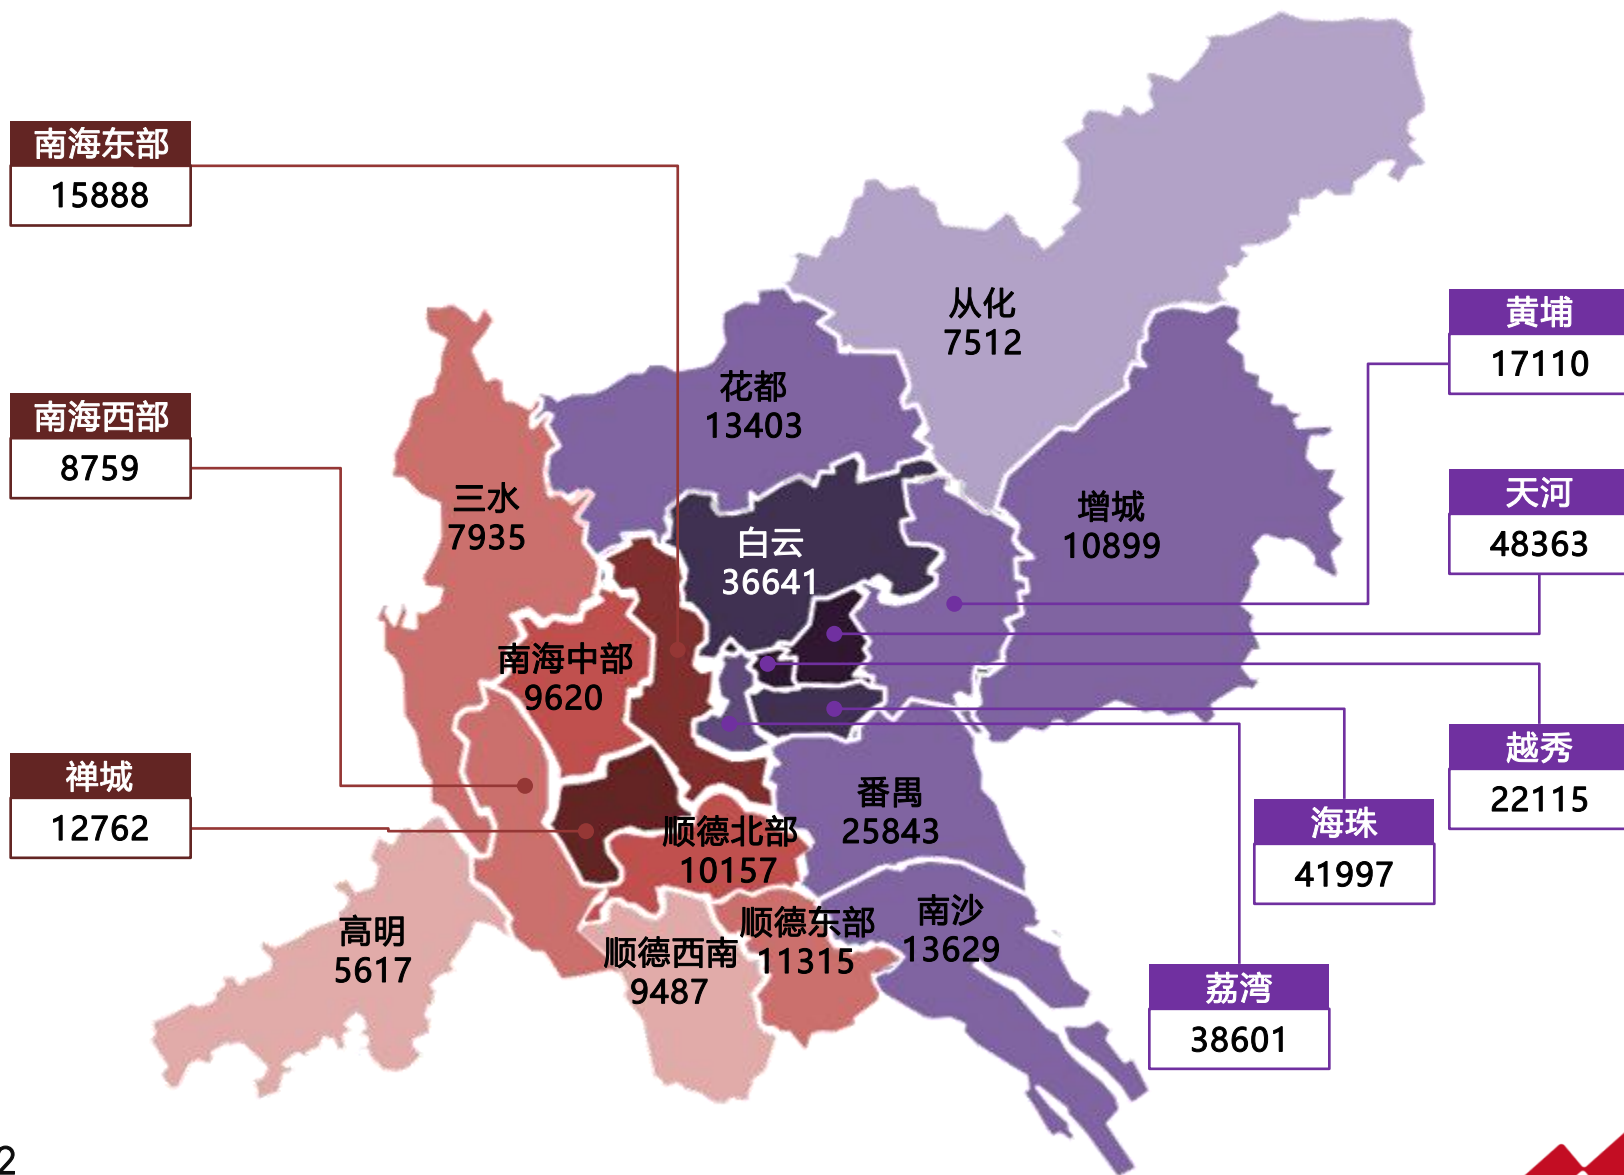 南海东部
15888
从化
7512
黄埔
17110
花都
13403
南海西部
8759
三水
7935
增城
10899
天河
48363
白云
36641
南海中部
9620
越秀
22115
禅城
12762
番禺
25843
海珠
41997
顺德北部
10157
南沙
13629
顺德东部
11315
高明
5617
顺德西南
9487
荔湾
38601
2